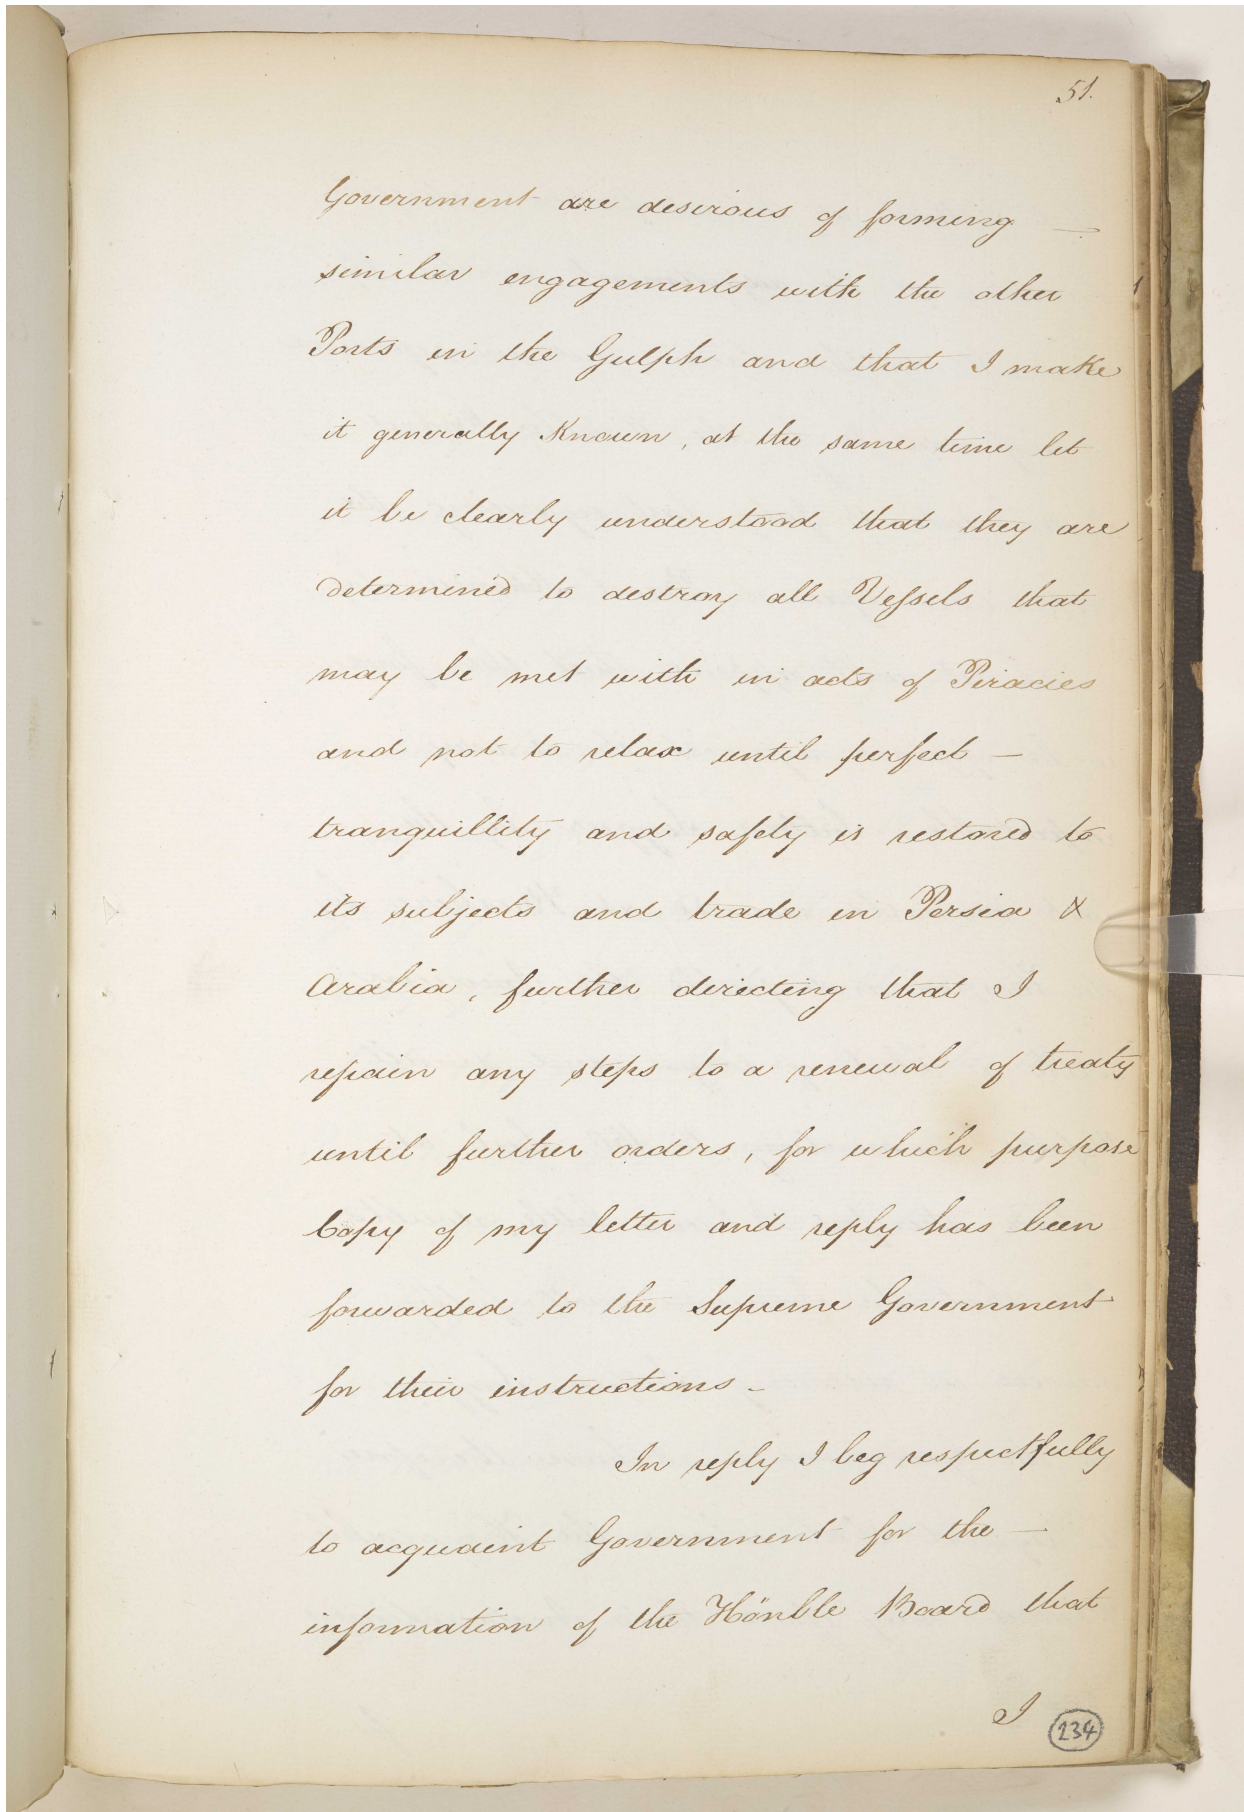 51.
Government are desirous of forming —
similar engagements with the other
Ports in the Gulph and that I make
it generally Known, at the same time let
it be clearly understood that they are
determined to destroy all Vessels that
may be met with in acts of Piracies
and not to relax until perfect —
tranquillity and safety is restored to
its subjects and trade in Persia &
Arabia, further directing that I
repain any steps to a renewal of treaty
until further orders, for which purpose
Copy of my letter and reply has been
forwarded to the Supreme Government
for their instructions —
In reply I beg respectfully
to acquaint Government for the —
information of the Hon'ble Board that
I
234